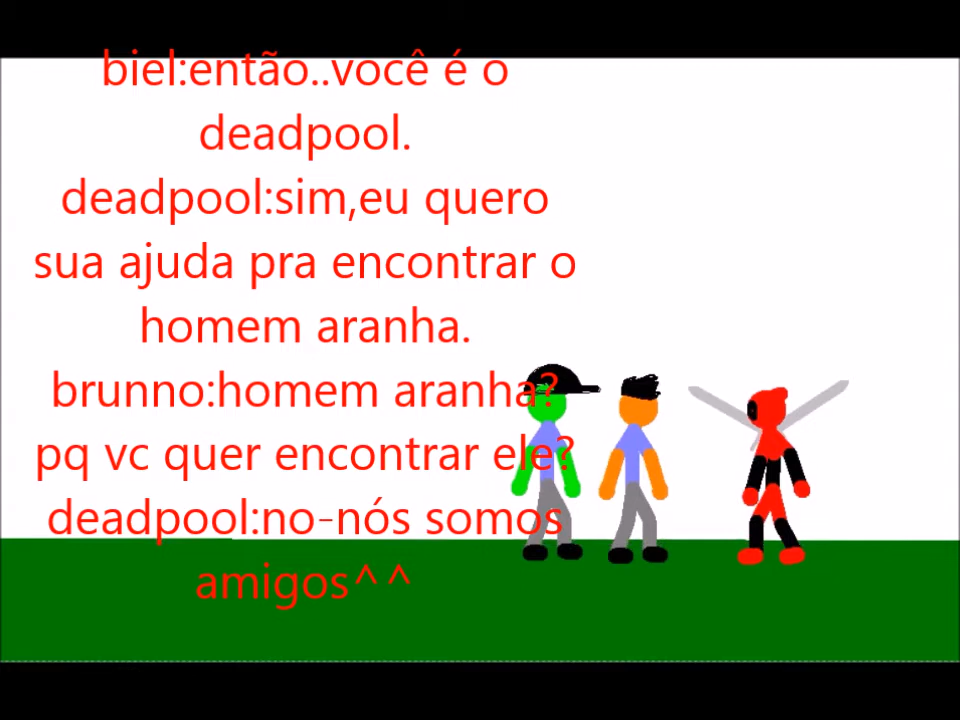 biel:então..você é o
deadpool.
deadpool:sim,eu quero
sua ajuda pra encontrar o
homem aranha.
brunno:homem aranha?
pq vc quer encontrar ele?
deadpool:no-nós somos
amigos^^